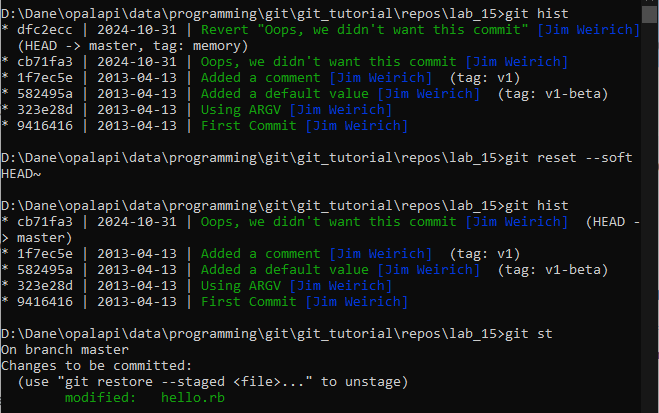 D:\Dane\opalapi\data\programming\git\git_tutorial\repos\lab_15>git hist
* dfc2ecc | 2024-10-31 | Revert "Oops, we didn't want this commit" [Jim Weirich]
(HEAD -> master, tag: memory)
* cb71fa3 | 2024-10-31 | Oops, we didn't want this commit [Jim Weirich]
* 1f7ec5e | 2013-04-13 | Added a comment [Jim Weirich]  (tag: v1)
* 582495a | 2013-04-13 | Added a default value [Jim Weirich]  (tag: v1-beta)
* 323e28d | 2013-04-13 | Using ARGV [Jim Weirich]
* 9416416 | 2013-04-13 | First Commit [Jim Weirich]
D:\Dane\opalapi\data\programming\git\git_tutorial\repos\lab_15>git reset --soft
HEAD~
D:\Dane\opalapi\data\programming\git\git_tutorial\repos\lab_15>git hist
* cb71fa3 | 2024-10-31 | Oops, we didn't want this commit [Jim Weirich]  (HEAD -
> master)
* 1f7ec5e | 2013-04-13 | Added a comment [Jim Weirich]  (tag: v1)
* 582495a | 2013-04-13 | Added a default value [Jim Weirich]  (tag: v1-beta)
* 323e28d | 2013-04-13 | Using ARGV [Jim Weirich]
* 9416416 | 2013-04-13 | First Commit [Jim Weirich]
D:\Dane\opalapi\data\programming\git\git_tutorial\repos\lab_15>git st
On branch master
Changes to be committed:
  (use "git restore --staged <file>..." to unstage)
        modified:   hello.rb